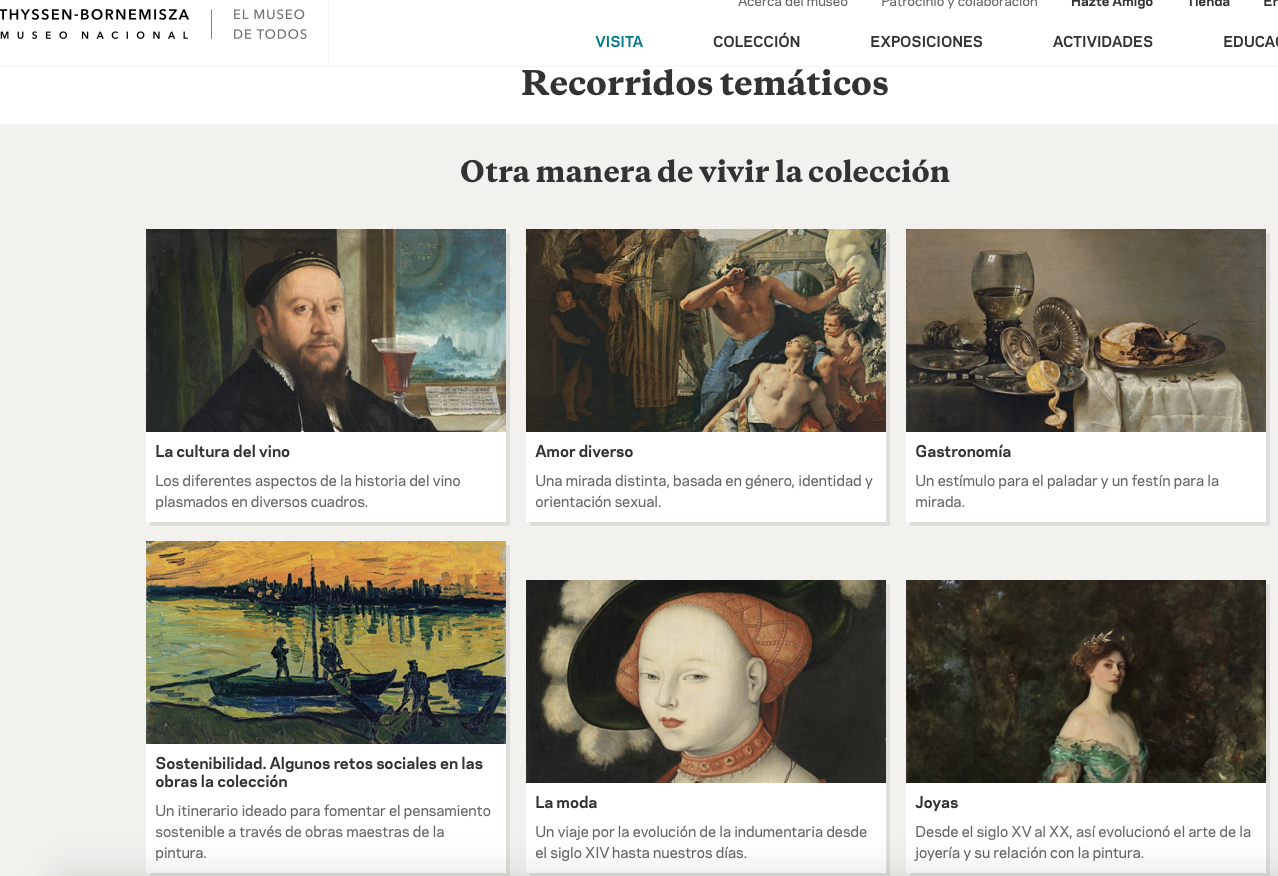 THYSSEN-BORNEMISZA
MUSEO NACIONAL
EL MUSEO
DE TODOS
Acerca del museo
Patrocinio y colaboración
Hazte Amigo
Tienda
VISITA
COLECCIÓN
EXPOSICIONES
ACTIVIDADES
EDUCA
Recorridos temáticos
Otra manera de vivir la colección
La cultura del vino
Los diferentes aspectos de la historia del vino
plasmados en diversos cuadros.
Amor diverso
Una mirada distinta, basada en género, identidad y
orientación sexual.
Gastronomía
Un estímulo para el paladar y un festín para la
mirada.
Sostenibilidad. Algunos retos sociales en las
obras la colección
Un itinerario ideado para fomentar el pensamiento
sostenible a través de obras maestras de la
pintura.
La moda
Un viaje por la evolución de la indumentaria desde
el siglo XIV hasta nuestros días.
Joyas
Desde el siglo XV al XX, así evolucionó el arte de la
joyería y su relación con la pintura.